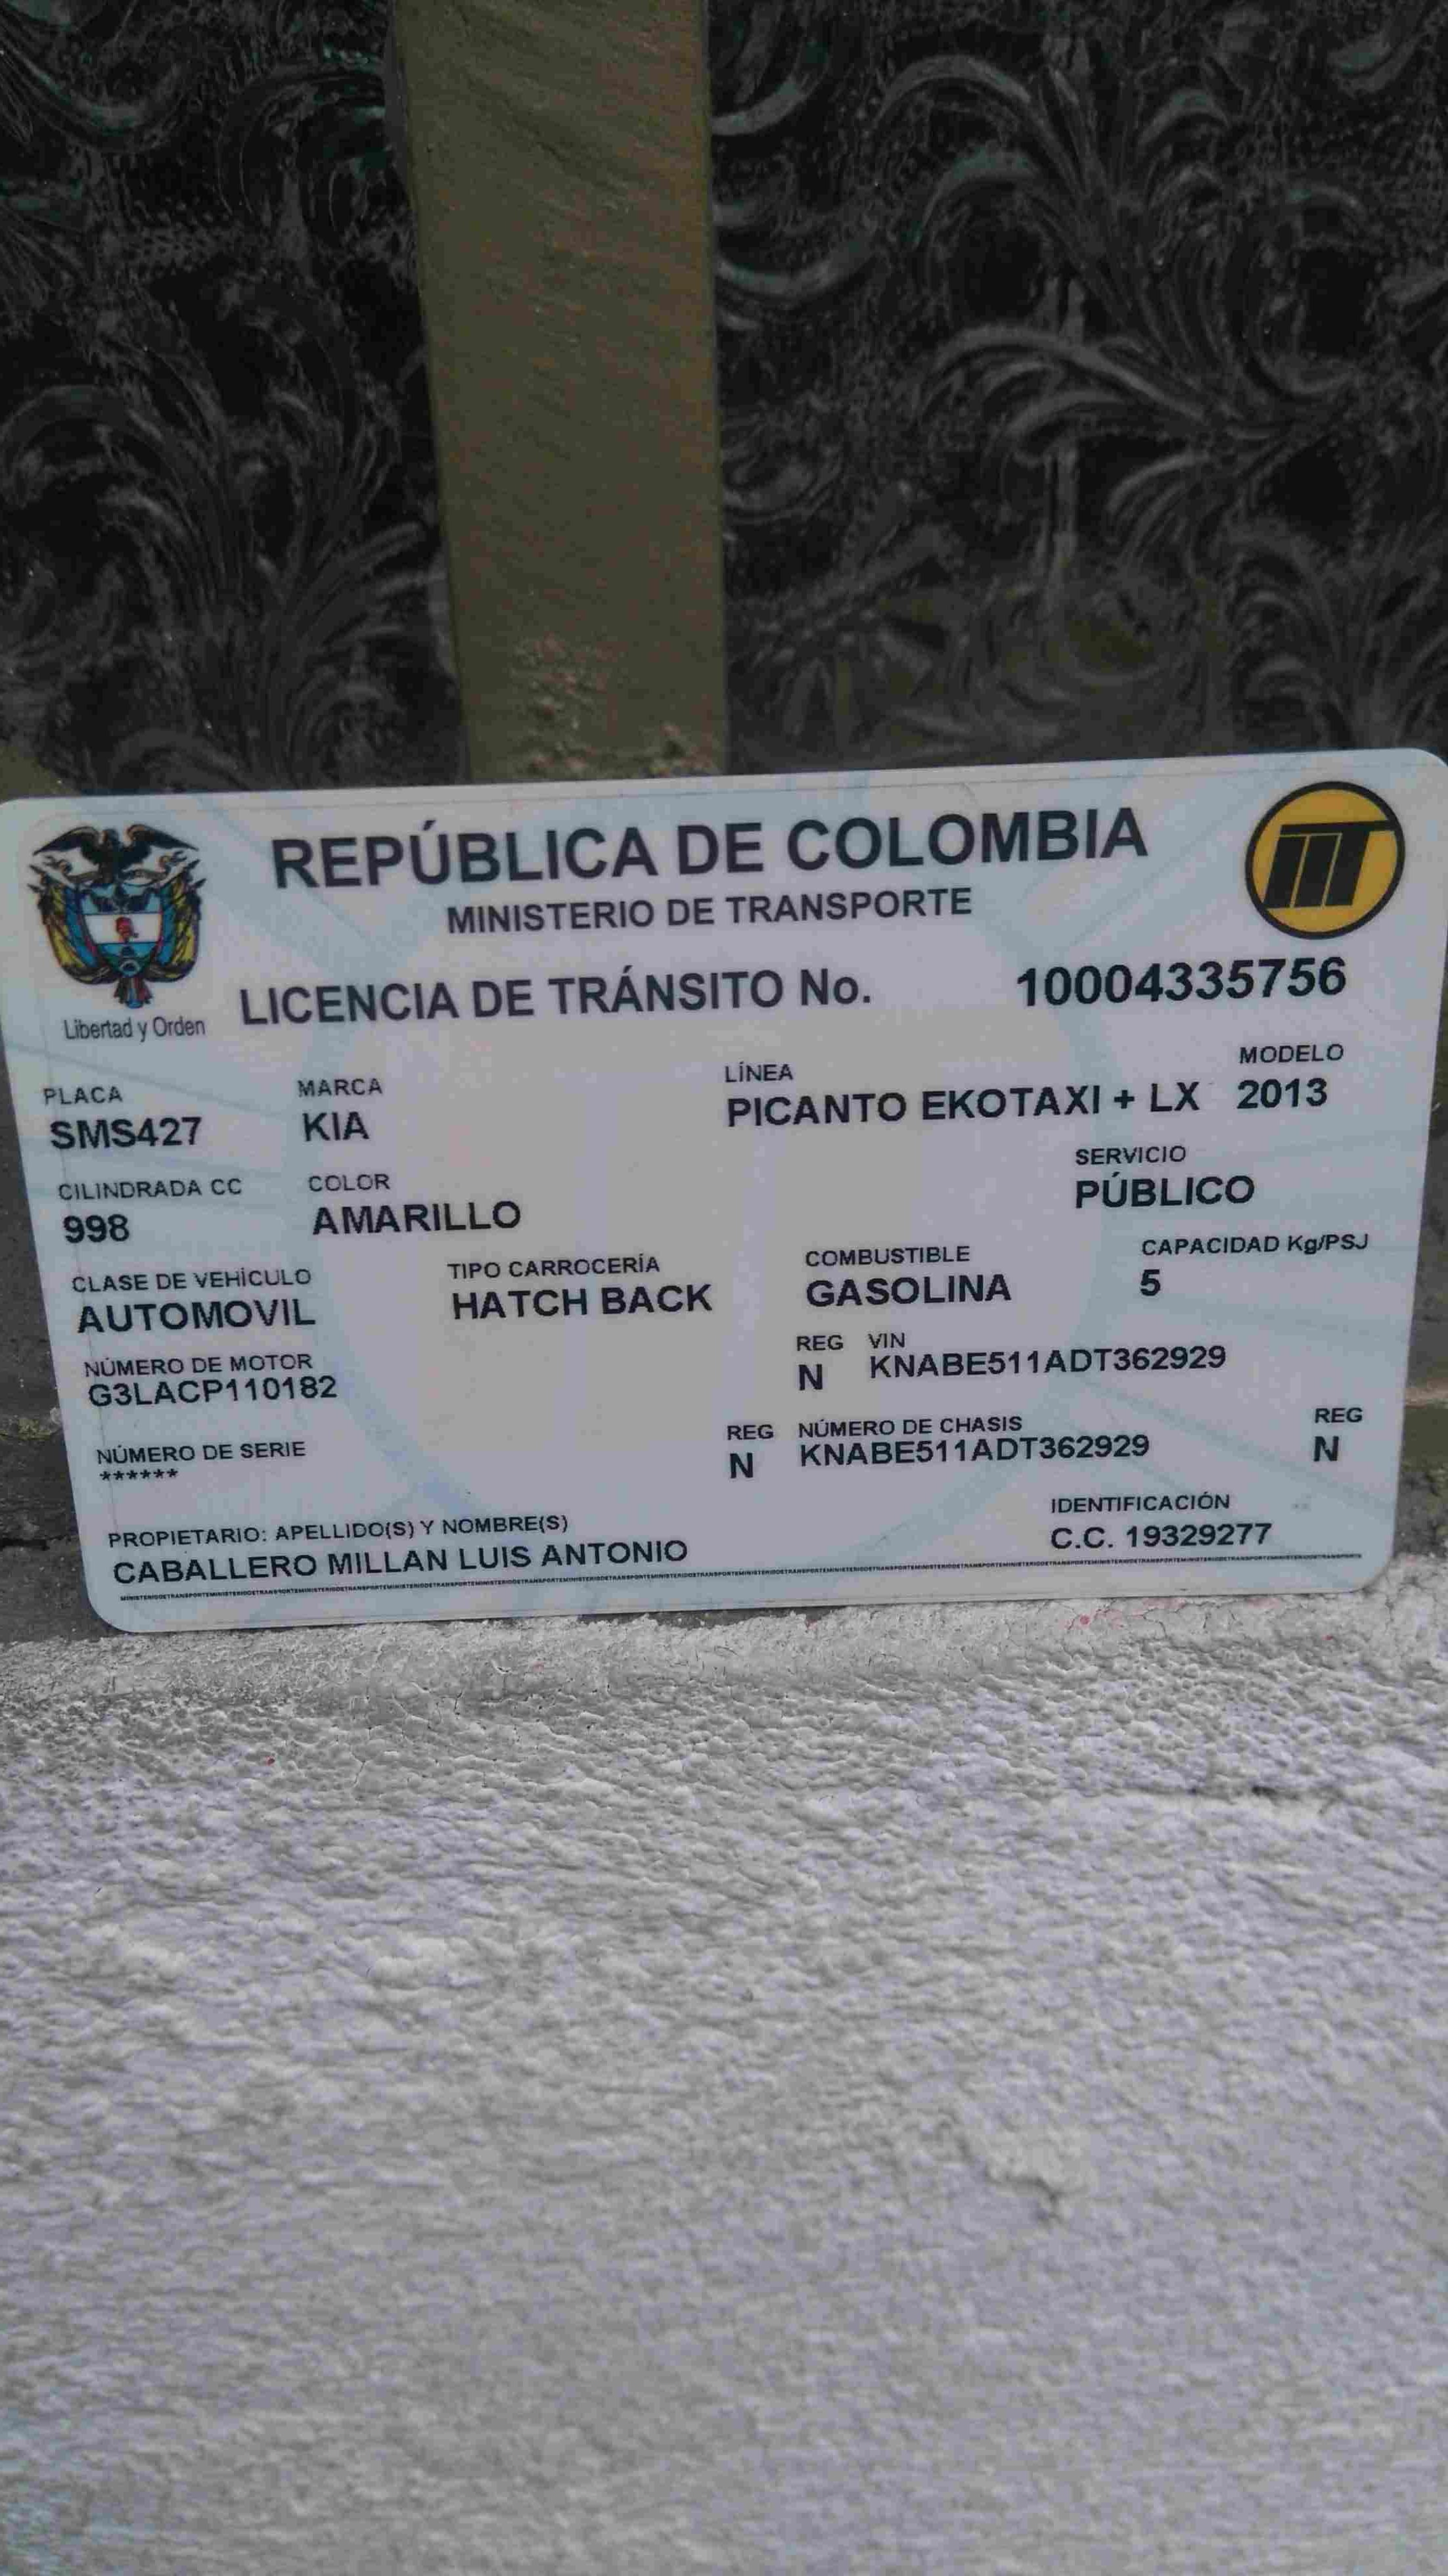 REPÚBLICA DE COLOMBIA
MINISTERIO DE TRANSPORTE
Libertad y Orden
LICENCIA DE TRÁNSITO No. 10004335756
PLACA MARCA LÍNEA MODELO
SMS427 KIA PICANTO EKOTAXI + LX 2013
CILINDRADA CC COLOR SERVICIO
998 AMARILLO PÚBLICO
CLASE DE VEHÍCULO TIPO CARROCERÍA COMBUSTIBLE CAPACIDAD Kg/PSJ
AUTOMOVIL HATCH BACK GASOLINA 5
NÚMERO DE MOTOR REG VIN
G3LACP110182 N KNABE511ADT362929
NÚMERO DE SERIE REG NÚMERO DE CHASIS REG
****** N KNABE511ADT362929 N
PROPIETARIO: APELLIDO(S) Y NOMBRE(S) IDENTIFICACIÓN
CABALLERO MILLAN LUIS ANTONIO C.C. 19329277